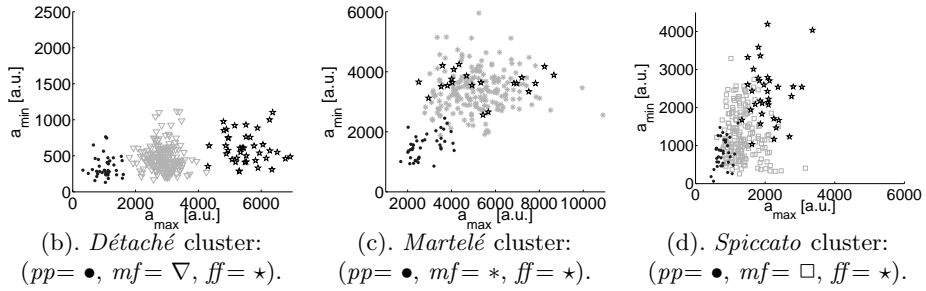 2500
2000
1500
1000
500
0
a_min [a.u.]
0 2000 4000 6000
a_max [a.u.]
(b). Détaché cluster:
(pp= ●, mf= ∇, ff= ⋆).
6000
4000
2000
0
a_min [a.u.]
2000 4000 6000 8000 10000
a_max [a.u.]
(c). Martelé cluster:
(pp= ●, mf= ∗, ff= ⋆).
4000
3000
2000
1000
0
a_min [a.u.]
0 2000 4000 6000
a_max [a.u.]
(d). Spiccato cluster:
(pp= ●, mf= □, ff= ⋆).